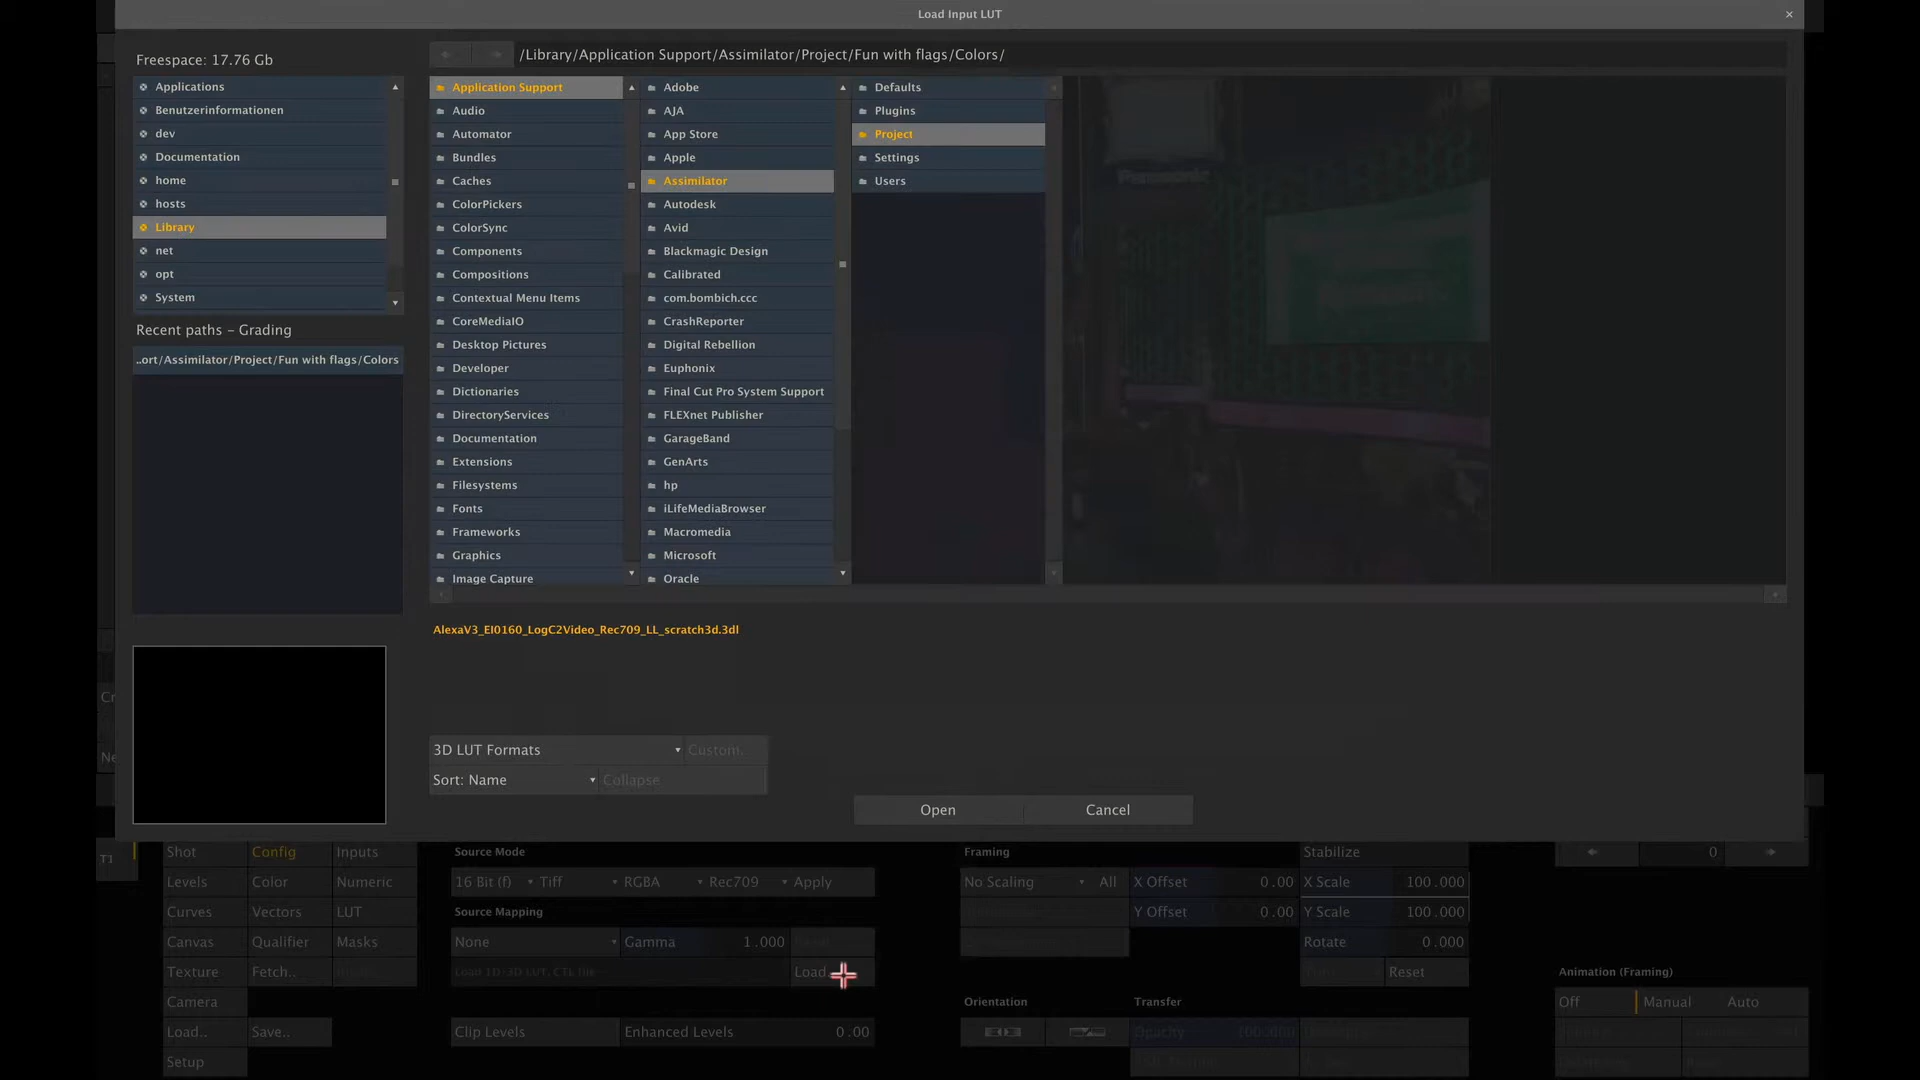 Load Input LUT
×
Freespace: 17.76 Gb
/Library/Application Support/Assimilator/Project/Fun with flags/Colors/
Applications
Benutzerinformationen
dev
Documentation
home
hosts
Library
net
opt
System
Recent paths - Grading
..ort/Assimilator/Project/Fun with flags/Colors
Application Support
Audio
Automator
Bundles
Caches
ColorPickers
ColorSync
Components
Compositions
Contextual Menu Items
CoreMediaIO
Desktop Pictures
Developer
Dictionaries
DirectoryServices
Documentation
Extensions
Filesystems
Fonts
Frameworks
Graphics
Image Capture
Adobe
AJA
App Store
Apple
Assimilator
Autodesk
Avid
Blackmagic Design
Calibrated
com.bombich.ccc
CrashReporter
Digital Rebellion
Euphonix
Final Cut Pro System Support
FLEXnet Publisher
GarageBand
GenArts
hp
iLifeMediaBrowser
Macromedia
Microsoft
Oracle
Defaults
Plugins
Project
Settings
Users
Panasonic
AlexaV3_EI0160_LogC2Video_Rec709_LL_scratch3d.3dl
3D LUT Formats
Custom..
Sort: Name
Collapse
Open
Cancel
Cr
Ne
T1
Shot
Config
Inputs
Levels
Color
Numeric
Curves
Vectors
LUT
Canvas
Qualifier
Masks
Texture
Fetch..
Camera
Load..
Save..
Setup
Source Mode
16 Bit (f)
Tiff
RGBA
Rec709
Apply
Source Mapping
None
Gamma
1.000
Load 1D, 3D LUT, CTL file
Load
Clip Levels
Enhanced Levels
0.00
Framing
No Scaling
All
X Offset
0.00
Y Offset
0.00
Stabilize
X Scale
100.000
Y Scale
100.000
Rotate
0.000
Reset
Orientation
Transfer
Opacity
0
Animation (Framing)
Off
Manual
Auto